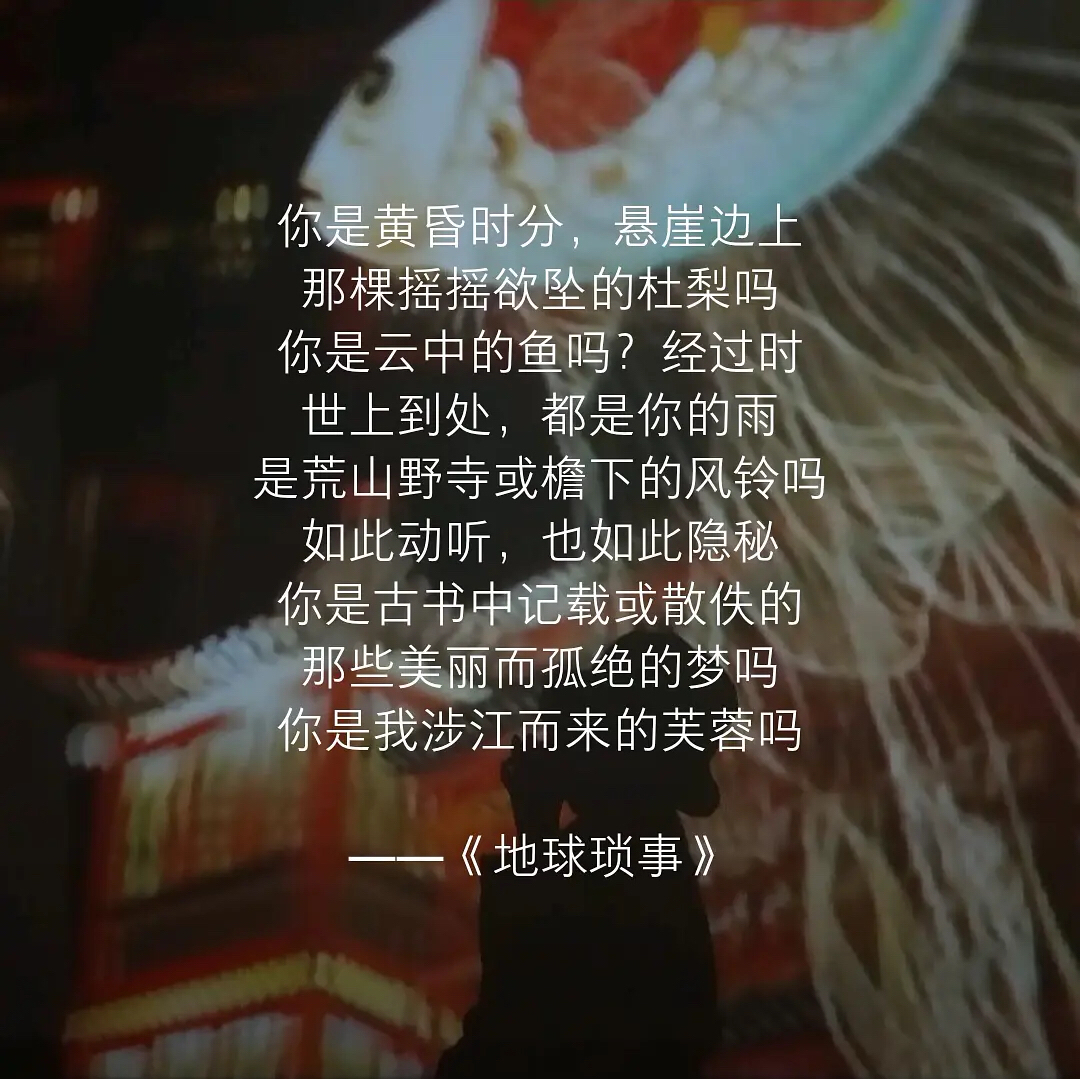 你是黄昏时分，悬崖边上
那棵摇摇欲坠的杜梨吗
你是云中的鱼吗？经过时
世上到处，都是你的雨
是荒山野寺或檐下的风铃吗
如此动听，也如此隐秘
你是古书中记载或散佚的
那些美丽而孤绝的梦吗
你是我涉江而来的芙蓉吗
——《地球琐事》